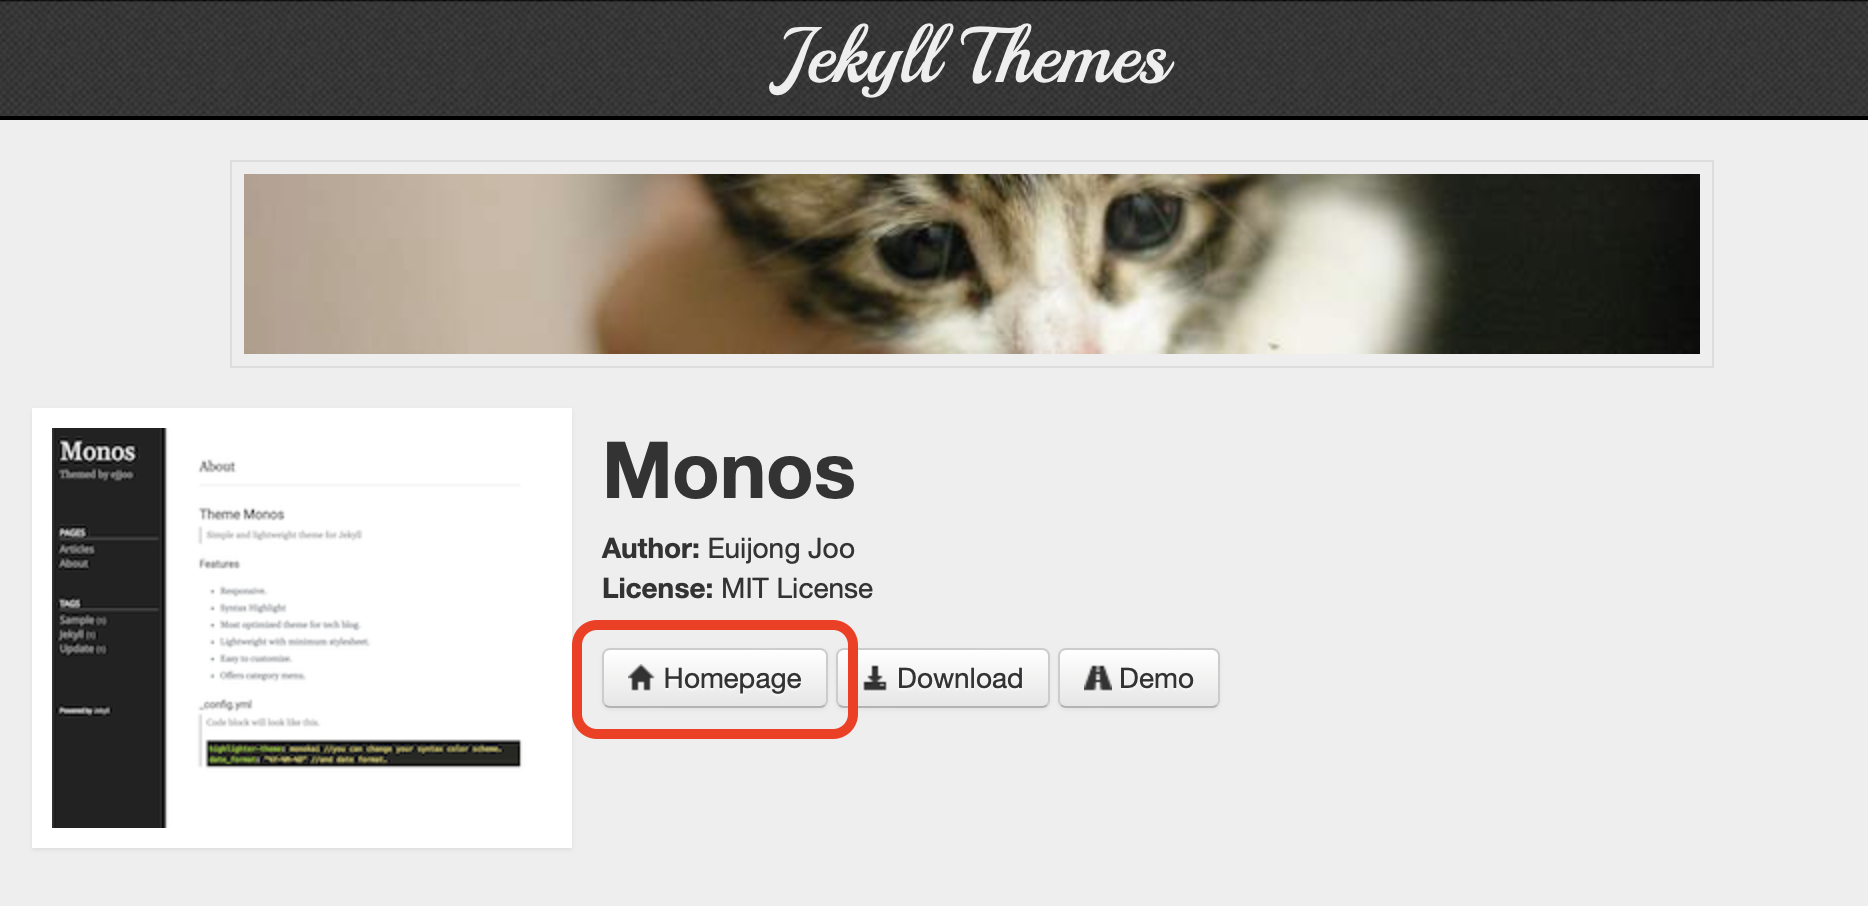 Jekyll Themes
Monos
Themed by ejjoo
PAGES
Articles
About
TAGS
Sample (1)
Jekyll (1)
Update (1)
Powered by Jekyll
About
Theme Monos
Simple and lightweight theme for Jekyll
Features
Responsive.
Syntax Highlight
Most optimized theme for tech blog.
Lightweight with minimum stylesheet.
Easy to customize.
Offers category menu.
_config.yml
Code block will look like this.
highlighter-theme: monokai //you can change your syntax color scheme.
date_format: "%Y-%m-%d" //and date format.
Monos
Author: Euijong Joo
License: MIT License
Homepage
Download
Demo